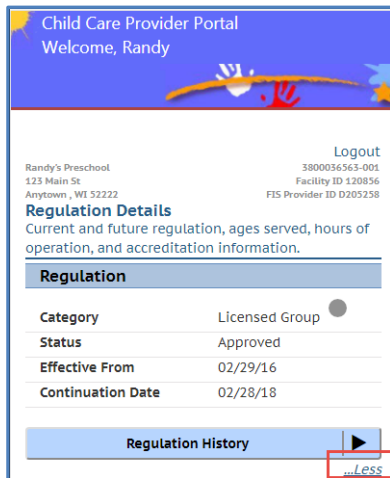 Child Care Provider Portal
Welcome, Randy
Logout
Randy's Preschool 3800036563-001
123 Main St Facility ID 120856
Anytown , WI 52222 FIS Provider ID D205258
Regulation Details
Current and future regulation, ages served, hours of
operation, and accreditation information.
Regulation
Category Licensed Group
Status Approved
Effective From 02/29/16
Continuation Date 02/28/18
Regulation History
...Less